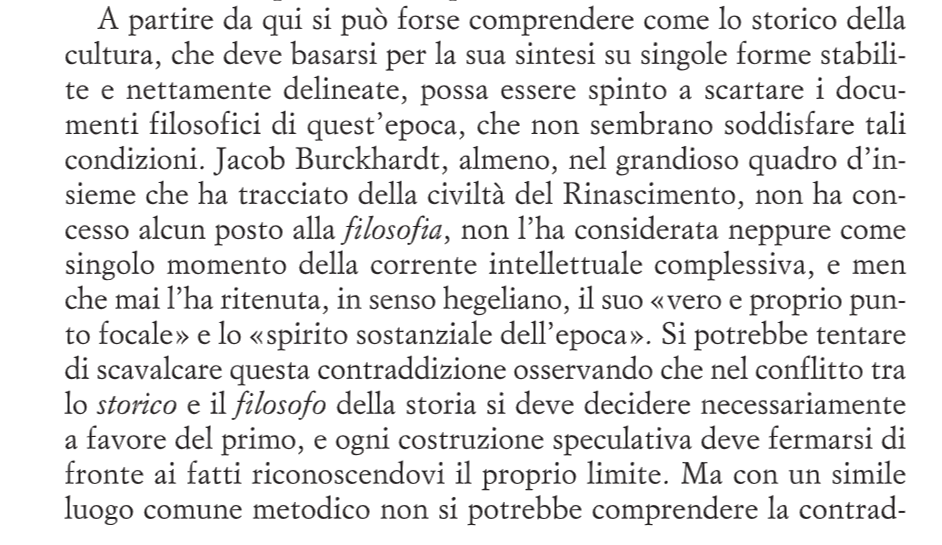 A partire da qui si può forse comprendere come lo storico della
cultura, che deve basarsi per la sua sintesi su singole forme stabili-
te e nettamente delineate, possa essere spinto a scartare i docu-
menti filosofici di quest’epoca, che non sembrano soddisfare tali
condizioni. Jacob Burckhardt, almeno, nel grandioso quadro d’in-
sieme che ha tracciato della civiltà del Rinascimento, non ha con-
cesso alcun posto alla filosofia, non l’ha considerata neppure come
singolo momento della corrente intellettuale complessiva, e men
che mai l’ha ritenuta, in senso hegeliano, il suo «vero e proprio pun-
to focale» e lo «spirito sostanziale dell’epoca». Si potrebbe tentare
di scavalcare questa contraddizione osservando che nel conflitto tra
lo storico e il filosofo della storia si deve decidere necessariamente
a favore del primo, e ogni costruzione speculativa deve fermarsi di
fronte ai fatti riconoscendovi il proprio limite. Ma con un simile
luogo comune metodico non si potrebbe comprendere la contrad-